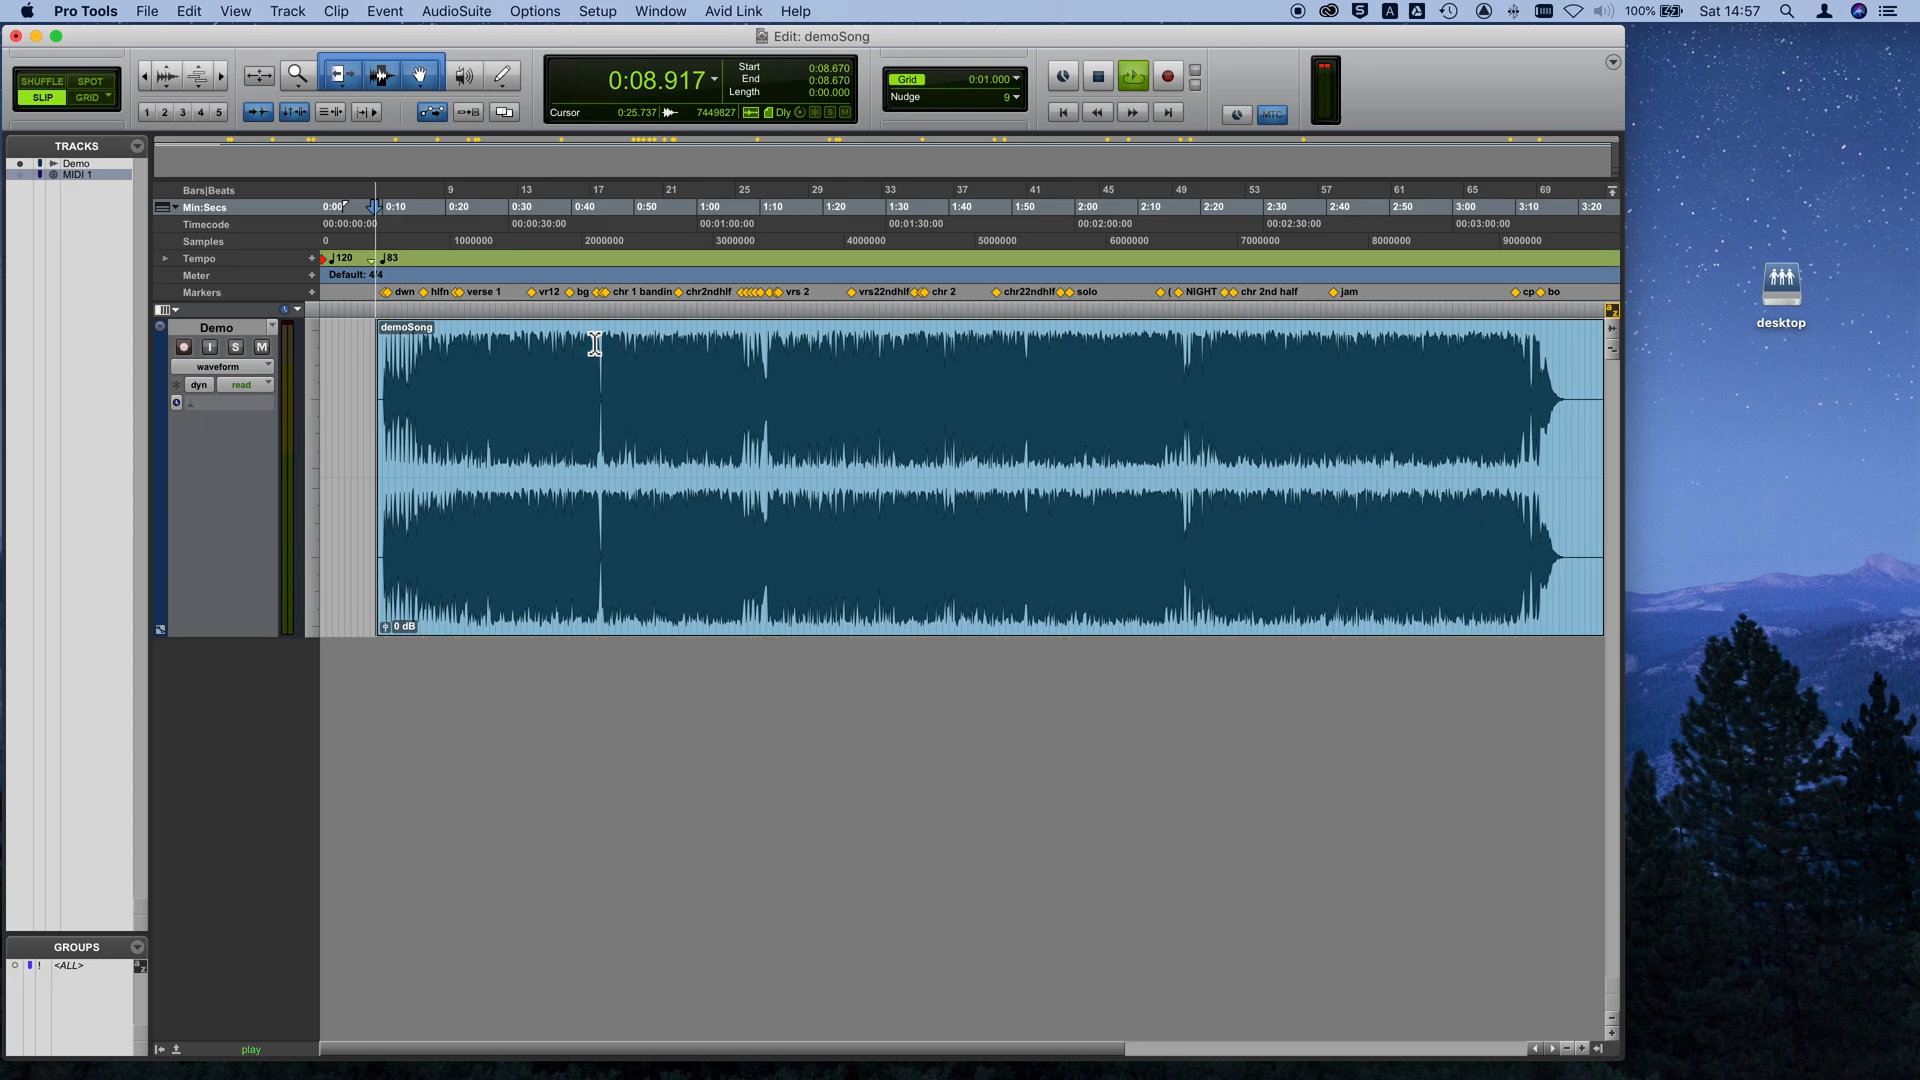 Pro Tools File Edit View Track Clip Event AudioSuite Options Setup Window Avid Link Help 100% Sat 14:57
Edit: demoSong
SHUFFLE SPOT
SLIP GRID
1 2 3 4 5
0:08.917
Start 0:08.670
End 0:08.670
Length 0:00.000
Cursor 0:25.737 7449827 Dly S M
Grid 0:01.000
Nudge 9
MTC
TRACKS
Demo
MIDI 1
Bars|Beats 9 13 17 21 25 29 33 37 41 45 49 53 57 61 65 69
Min:Secs 0:00 0:10 0:20 0:30 0:40 0:50 1:00 1:10 1:20 1:30 1:40 1:50 2:00 2:10 2:20 2:30 2:40 2:50 3:00 3:10 3:20
Timecode 00:00:00:00 00:00:30:00 00:01:00:00 00:01:30:00 00:02:00:00 00:02:30:00 00:03:00:00
Samples 0 1000000 2000000 3000000 4000000 5000000 6000000 7000000 8000000 9000000
Tempo + 120 83
Meter + Default: 4/4
Markers + dwn hlfn verse 1 vr12 bg chr 1 bandin chr2ndhlf vrs 2 vrs22ndhlf chr 2 chr22ndhlf solo ( NIGHT chr 2nd half jam cp bo
a z
Demo
I S M
waveform
dyn read
demoSong
0 dB
desktop
GROUPS
! <ALL>
a z
play